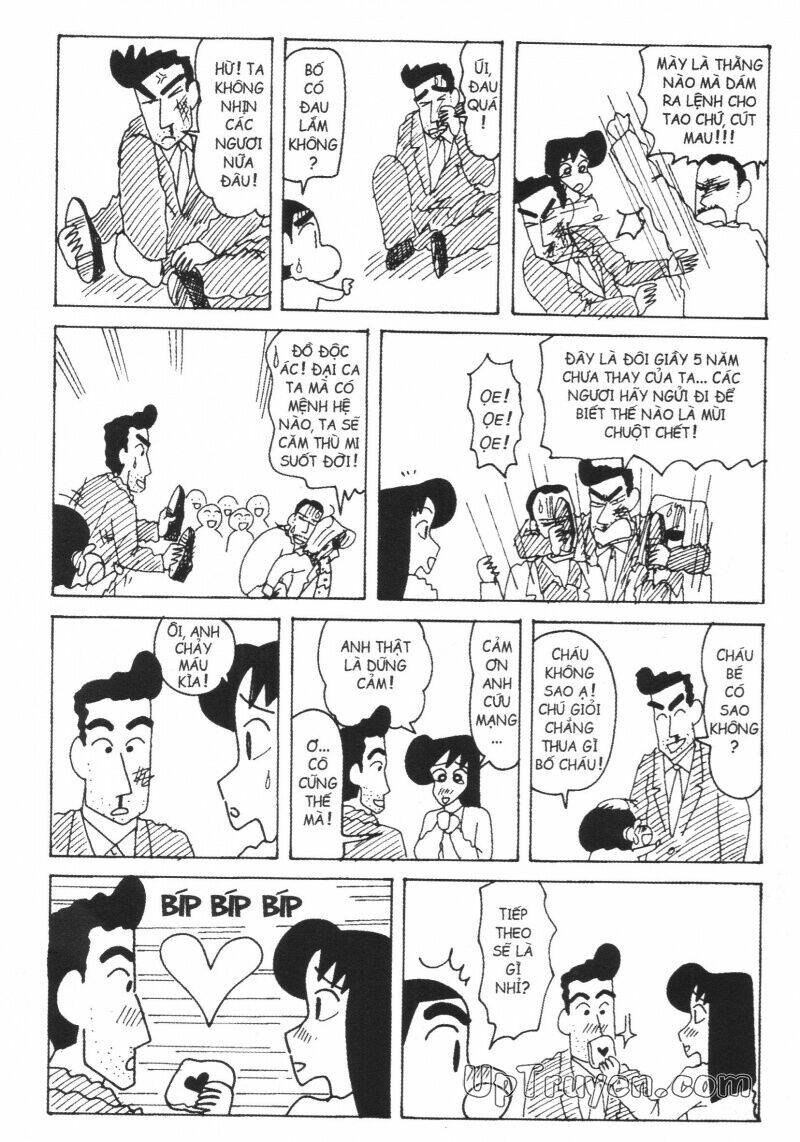 MÀY LÀ THẰNG
NÀO MÀ DÁM
RA LỆNH CHO
TAO CHỨ, CÚT
MAU!!!
ÚI,
ĐAU
QUÁ
!
BỐ
CÓ
ĐAU
LẮM
KHÔNG
?
HỪ! TA
KHÔNG
NHỊN
CÁC
NGƯƠI
NỮA
ĐÂU!
ĐÂY LÀ ĐÔI GIẦY 5 NĂM
CHƯA THAY CỦA TA... CÁC
NGƯƠI HÃY NGỬI ĐI ĐỂ
BIẾT THẾ NÀO LÀ MÙI
CHUỘT CHẾT!
ỌE!
ỌE!
ỌE!
ĐỒ ĐỘC
ÁC! ĐẠI CA
TA MÀ CÓ
MỆNH HỆ
NÀO, TA SẼ
CĂM THÙ MI
SUỐT ĐỜI!
CHÁU
BÉ
CÓ
SAO
KHÔNG
?
CHÁU
KHÔNG
SAO Ạ!
CHÚ GIỎI
CHẲNG
THUA GÌ
BỐ CHÁU!
CẢM
ƠN
ANH
CỨU
MẠNG
...
ANH THẬT
LÀ DŨNG
CẢM!
Ơ...
CÔ
CŨNG
THẾ
MÀ!
ÔI, ANH
CHẢY
MÁU
KÌA!
TIẾP
THEO
SẼ LÀ
GÌ
NHỈ?
BÍP BÍP BÍP
UpTruyen.com